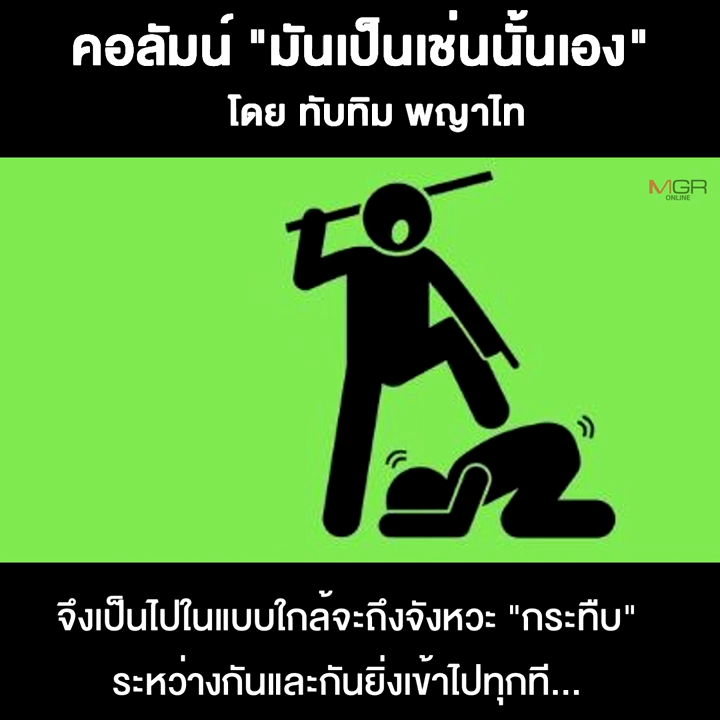 คอลัมน์ "มันเป็นเช่นนั้นเอง"
โดย ทับทิม พญาไท
MGR
ONLINE
จึงเป็นไปในแบบใกล้จะถึงจังหวะ "กระทืบ"
ระหว่างกันและกันยิ่งเข้าไปทุกที...